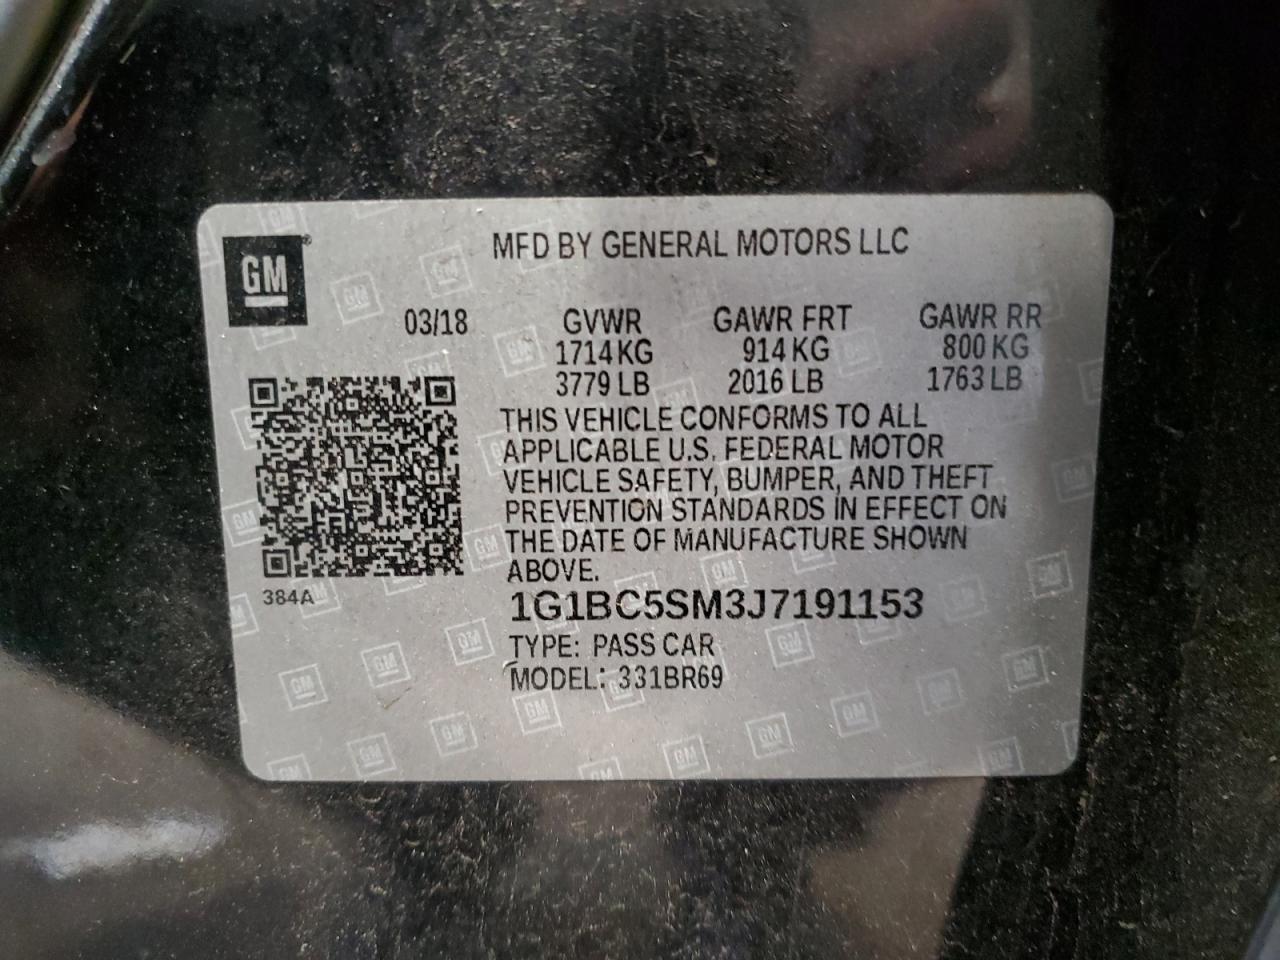 GM
MFD BY GENERAL MOTORS LLC
03/18 GVWR GAWR FRT GAWR RR
1714 KG 914 KG 800 KG
3779 LB 2016 LB 1763 LB
THIS VEHICLE CONFORMS TO ALL
APPLICABLE U.S. FEDERAL MOTOR
VEHICLE SAFETY, BUMPER, AND THEFT
PREVENTION STANDARDS IN EFFECT ON
THE DATE OF MANUFACTURE SHOWN
ABOVE.
384A
1G1BC5SM3J7191153
TYPE: PASS CAR
MODEL: 331BR69